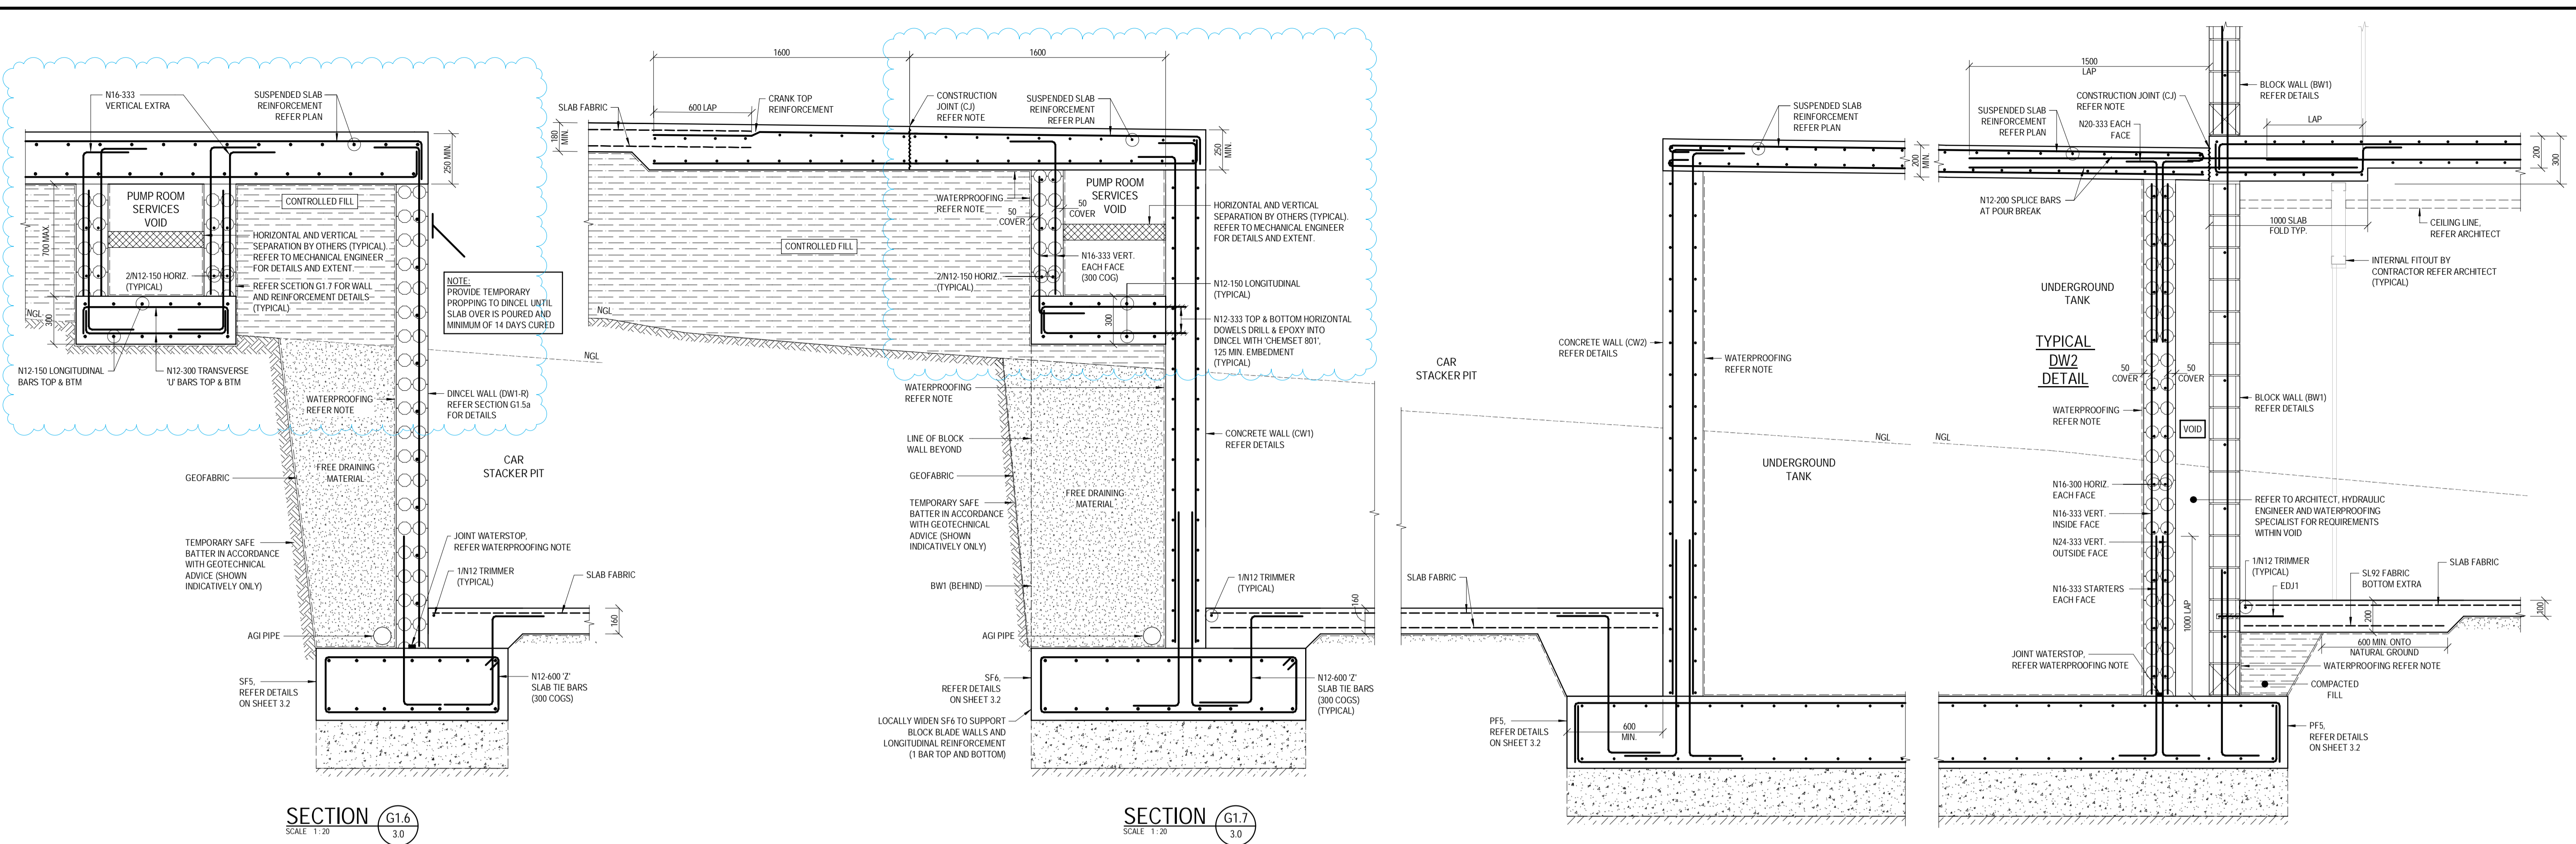 N16-333
VERTICAL EXTRA
SUSPENDED SLAB
REINFORCEMENT
REFER PLAN
250 MIN.
PUMP ROOM
SERVICES
VOID
CONTROLLED FILL
700 MAX.
HORIZONTAL AND VERTICAL
SEPARATION BY OTHERS (TYPICAL).
REFER TO MECHANICAL ENGINEER
FOR DETAILS AND EXTENT.
2/N12-150 HORIZ.
(TYPICAL)
REFER SCETION G1.7 FOR WALL
AND REINFORCEMENT DETAILS
(TYPICAL)
NGL
300
NOTE:
PROVIDE TEMPORARY
PROPPING TO DINCEL UNTIL
SLAB OVER IS POURED AND
MINIMUM OF 14 DAYS CURED
NGL
N12-150 LONGITUDINAL
BARS TOP & BTM
N12-300 TRANSVERSE
'U' BARS TOP & BTM
WATERPROOFING
REFER NOTE
DINCEL WALL (DW1-R)
REFER SECTION G1.5a
FOR DETAILS
CAR
STACKER PIT
FREE DRAINING
MATERIAL
GEOFABRIC
TEMPORARY SAFE
BATTER IN ACCORDANCE
WITH GEOTECHNICAL
ADVICE (SHOWN
INDICATIVELY ONLY)
JOINT WATERSTOP,
REFER WATERPROOFING NOTE
1/N12 TRIMMER
(TYPICAL)
SLAB FABRIC
160
AGI PIPE
SF5,
REFER DETAILS
ON SHEET 3.2
N12-600 'Z'
SLAB TIE BARS
(300 COGS)
SECTION
SCALE 1:20
G1.6
3.0
1600
1600
SLAB FABRIC
600 LAP
CRANK TOP
REINFORCEMENT
CONSTRUCTION
JOINT (CJ)
REFER NOTE
SUSPENDED SLAB
REINFORCEMENT
REFER PLAN
180
MIN.
250
MIN.
PUMP ROOM
SERVICES
VOID
WATERPROOFING
REFER NOTE
50
COVER
50
COVER
HORIZONTAL AND VERTICAL
SEPARATION BY OTHERS (TYPICAL).
REFER TO MECHANICAL ENGINEER
FOR DETAILS AND EXTENT.
CONTROLLED FILL
N16-333 VERT.
EACH FACE
(300 COG)
2/N12-150 HORIZ.
(TYPICAL)
N12-150 LONGITUDINAL
(TYPICAL)
NGL
300
N12-333 TOP & BOTTOM HORIZONTAL
DOWELS DRILL & EPOXY INTO
DINCEL WITH 'CHEMSET 801',
125 MIN. EMBEDMENT
(TYPICAL)
WATERPROOFING
REFER NOTE
LINE OF BLOCK
WALL BEYOND
CONCRETE WALL (CW1)
REFER DETAILS
GEOFABRIC
FREE DRAINING
MATERIAL
TEMPORARY SAFE
BATTER IN ACCORDANCE
WITH GEOTECHNICAL
ADVICE (SHOWN
INDICATIVELY ONLY)
BW1 (BEHIND)
1/N12 TRIMMER
(TYPICAL)
160
AGI PIPE
SF6,
REFER DETAILS
ON SHEET 3.2
LOCALLY WIDEN SF6 TO SUPPORT
BLOCK BLADE WALLS AND
LONGITUDINAL REINFORCEMENT
(1 BAR TOP AND BOTTOM)
N12-600 'Z'
SLAB TIE BARS
(300 COGS)
(TYPICAL)
SECTION
SCALE 1:20
G1.7
3.0
CAR
STACKER PIT
SLAB FABRIC
SUSPENDED SLAB
REINFORCEMENT
REFER PLAN
200
MIN.
CONCRETE WALL (CW2)
REFER DETAILS
WATERPROOFING
REFER NOTE
NGL
UNDERGROUND
TANK
PF5,
REFER DETAILS
ON SHEET 3.2
600
MIN.
1500
LAP
CONSTRUCTION JOINT (CJ)
REFER NOTE
SUSPENDED SLAB
REINFORCEMENT
REFER PLAN
N20-333 EACH
FACE
BLOCK WALL (BW1)
REFER DETAILS
LAP
200
300
N12-200 SPLICE BARS
AT POUR BREAK
1000 SLAB
FOLD TYP.
CEILING LINE,
REFER ARCHITECT
INTERNAL FITOUT BY
CONTRACTOR REFER ARCHITECT
(TYPICAL)
UNDERGROUND
TANK
TYPICAL
DW2
DETAIL
50
COVER
50
COVER
WATERPROOFING
REFER NOTE
BLOCK WALL (BW1)
REFER DETAILS
VOID
NGL
N16-300 HORIZ.
EACH FACE
N16-333 VERT.
INSIDE FACE
N24-333 VERT.
OUTSIDE FACE
REFER TO ARCHITECT, HYDRAULIC
ENGINEER AND WATERPROOFING
SPECIALIST FOR REQUIREMENTS
WITHIN VOID
1/N12 TRIMMER
(TYPICAL)
EDJ1
SL92 FABRIC
BOTTOM EXTRA
SLAB FABRIC
N16-333 STARTERS
EACH FACE
1000 LAP
200
100
600 MIN. ONTO
NATURAL GROUND
JOINT WATERSTOP,
REFER WATERPROOFING NOTE
WATERPROOFING REFER NOTE
COMPACTED
FILL
PF5,
REFER DETAILS
ON SHEET 3.2